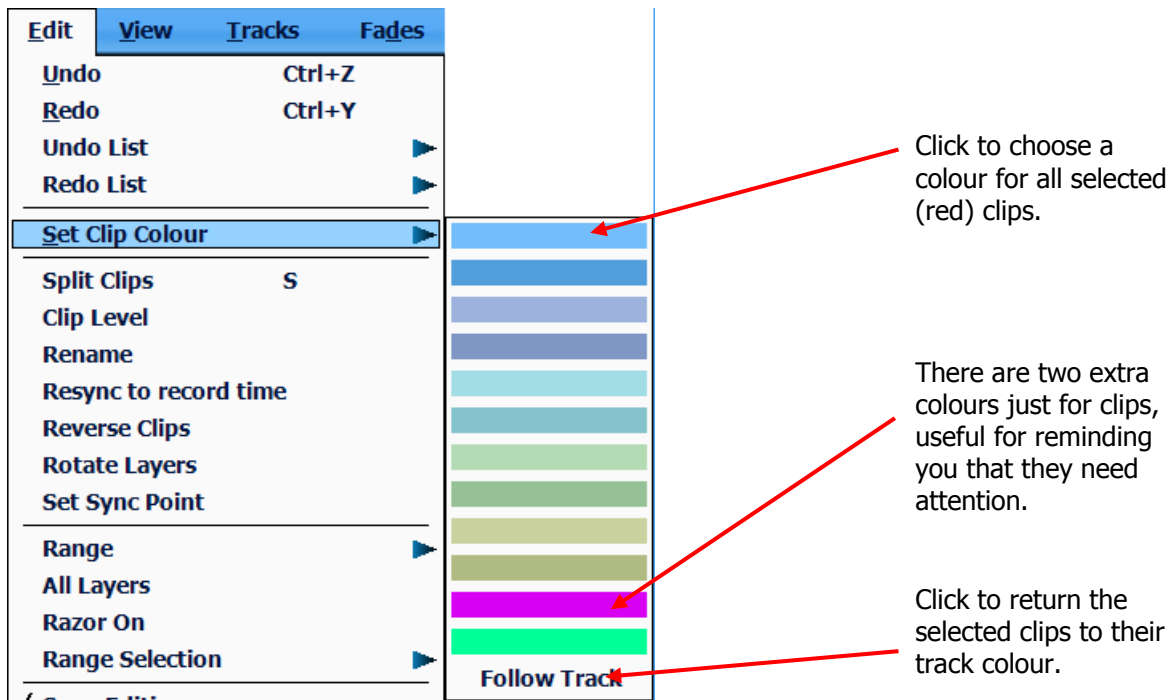 Edit View Tracks Fades
Undo Ctrl+Z
Redo Ctrl+Y
Undo List
Redo List
Set Clip Colour
Split Clips S
Clip Level
Rename
Resync to record time
Reverse Clips
Rotate Layers
Set Sync Point
Range
All Layers
Razor On
Range Selection
Follow Track
Click to choose a
colour for all selected
(red) clips.
There are two extra
colours just for clips,
useful for reminding
you that they need
attention.
Click to return the
selected clips to their
track colour.